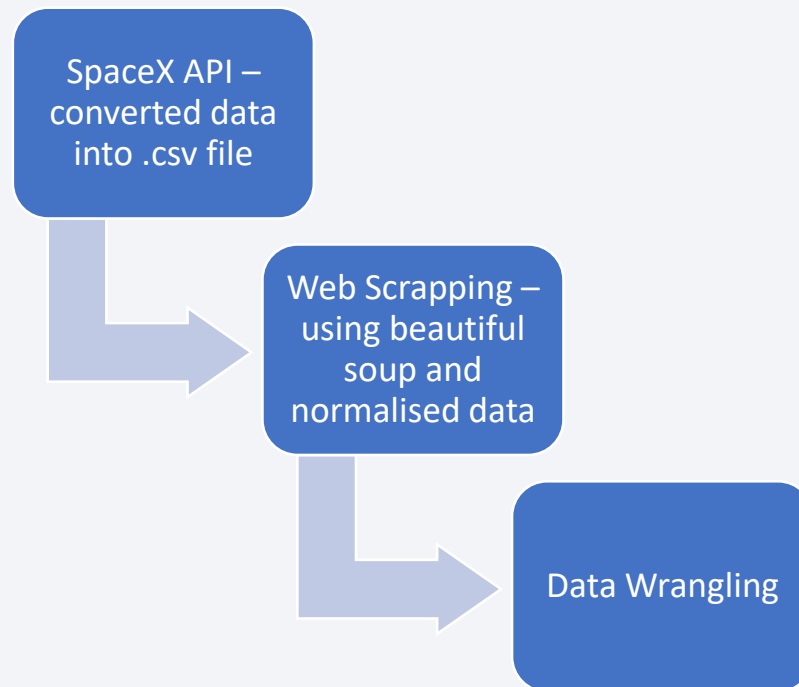 SpaceX API –
converted data
into .csv file
Web Scrapping –
using beautiful
soup and
normalised data
Data Wrangling